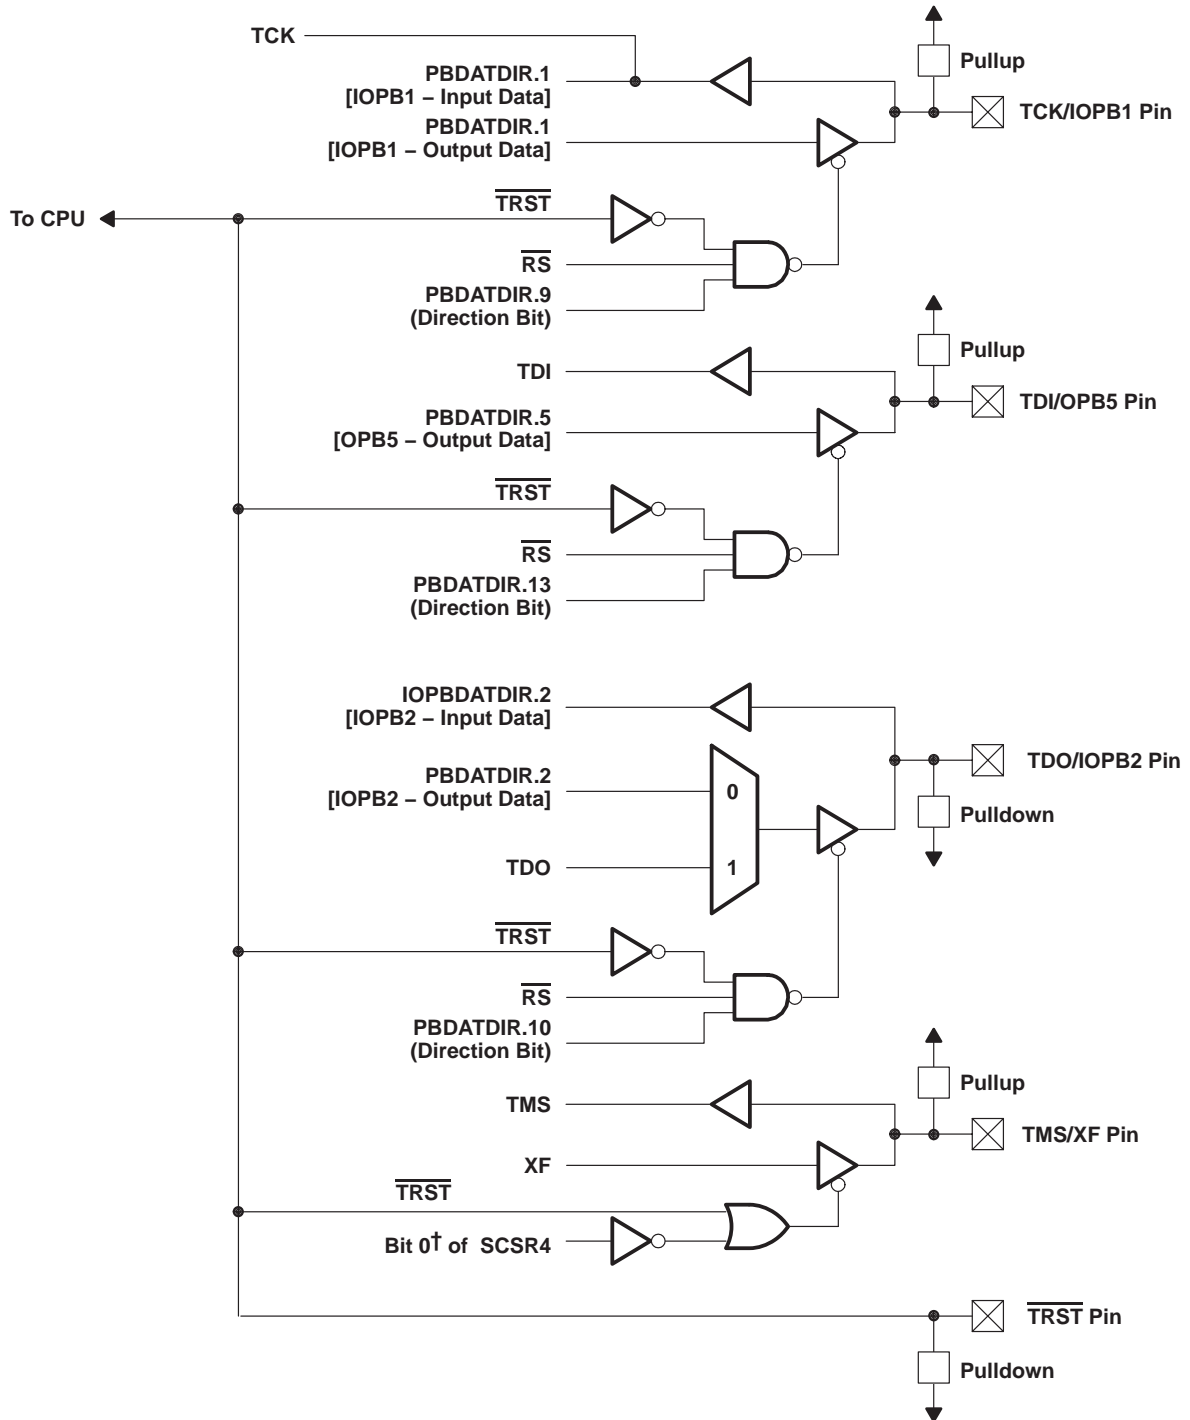 TCK
PBDATDIR.1
[IOPB1 – Input Data]
Pullup
TCK/IOPB1 Pin
PBDATDIR.1
[IOPB1 – Output Data]
To CPU
TRST
RS
PBDATDIR.9
(Direction Bit)
Pullup
TDI
TDI/OPB5 Pin
PBDATDIR.5
[OPB5 – Output Data]
TRST
RS
PBDATDIR.13
(Direction Bit)
IOPBDATDIR.2
[IOPB2 – Input Data]
TDO/IOPB2 Pin
PBDATDIR.2
[IOPB2 – Output Data]
0
Pulldown
TDO
1
TRST
RS
PBDATDIR.10
(Direction Bit)
Pullup
TMS
TMS/XF Pin
XF
TRST
Bit 0† of SCSR4
TRST Pin
Pulldown